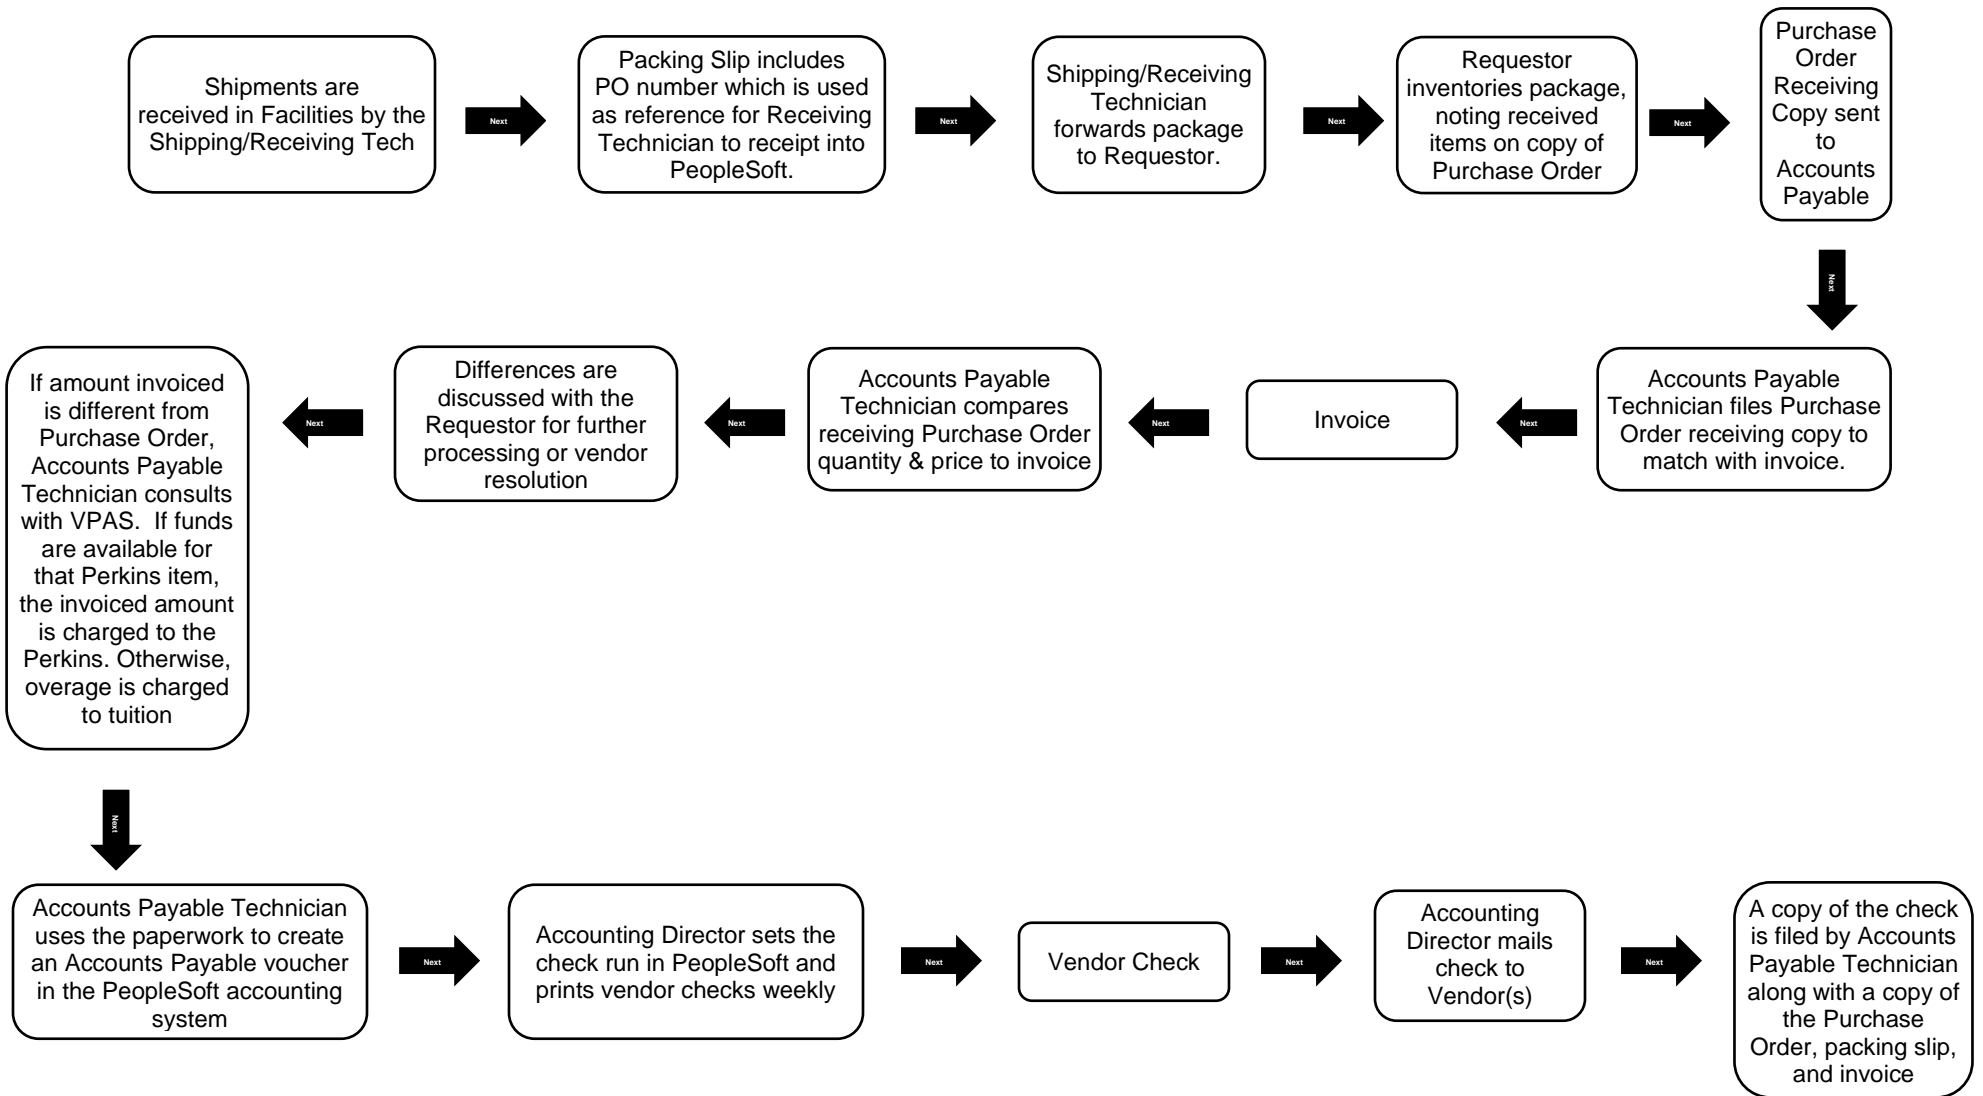 Shipments are
received in Facilities by the
Shipping/Receiving Tech
Next
Packing Slip includes
PO number which is used
as reference for Receiving
Technician to receipt into
PeopleSoft.
Next
Shipping/Receiving
Technician
forwards package
to Requestor.
Next
Requestor
inventories package,
noting received
items on copy of
Purchase Order
Next
Purchase
Order
Receiving
Copy sent
to
Accounts
Payable
Next
Accounts Payable
Technician files Purchase
Order receiving copy to
match with invoice.
Next
Invoice
Next
Accounts Payable
Technician compares
receiving Purchase Order
quantity & price to invoice
Next
Differences are
discussed with the
Requestor for further
processing or vendor
resolution
Next
If amount invoiced
is different from
Purchase Order,
Accounts Payable
Technician consults
with VPAS.  If funds
are available for
that Perkins item,
the invoiced amount
is charged to the
Perkins. Otherwise,
overage is charged
to tuition
Next
Accounts Payable Technician
uses the paperwork to create
an Accounts Payable voucher
in the PeopleSoft accounting
system
Next
Accounting Director sets the
check run in PeopleSoft and
prints vendor checks weekly
Next
Vendor Check
Next
Accounting
Director mails
check to
Vendor(s)
Next
A copy of the check
is filed by Accounts
Payable Technician
along with a copy of
the Purchase
Order, packing slip,
and invoice